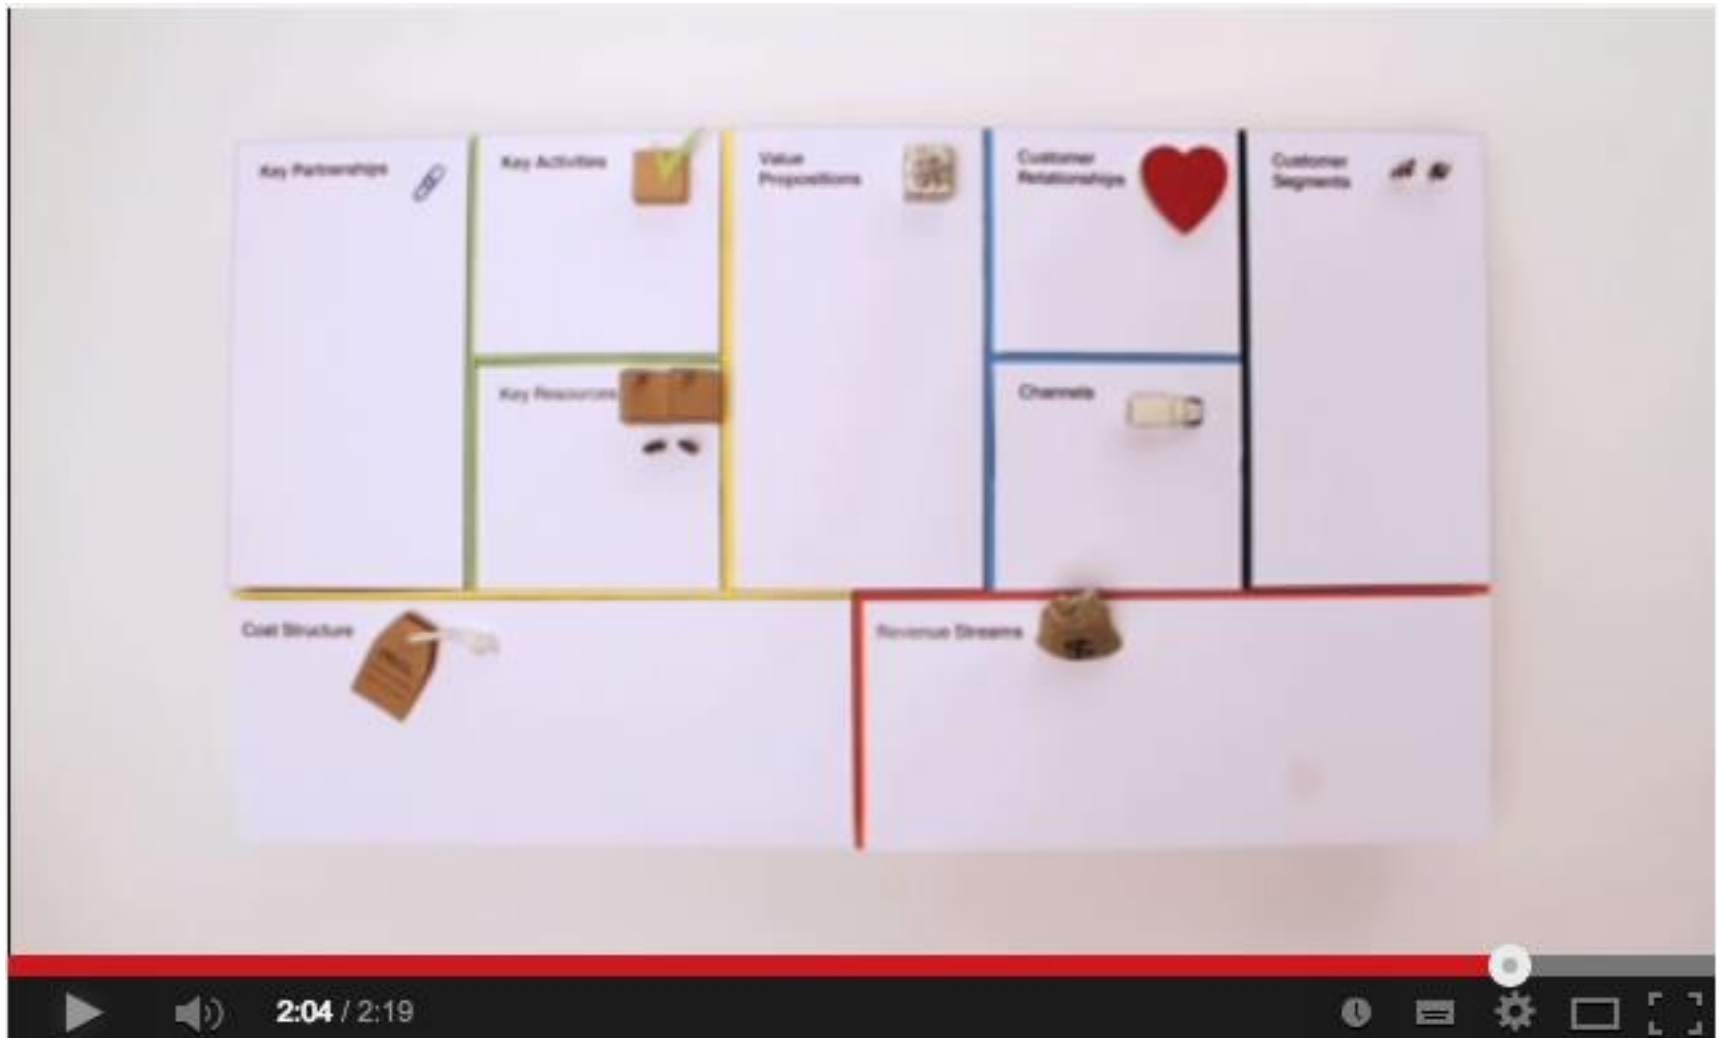 Key Partnerships
Key Activities
Value
Propositions
Customer
Relationships
Customer
Segments
Key Resources
Channels
Cost Structure
Revenue Streams
2:04 / 2:19